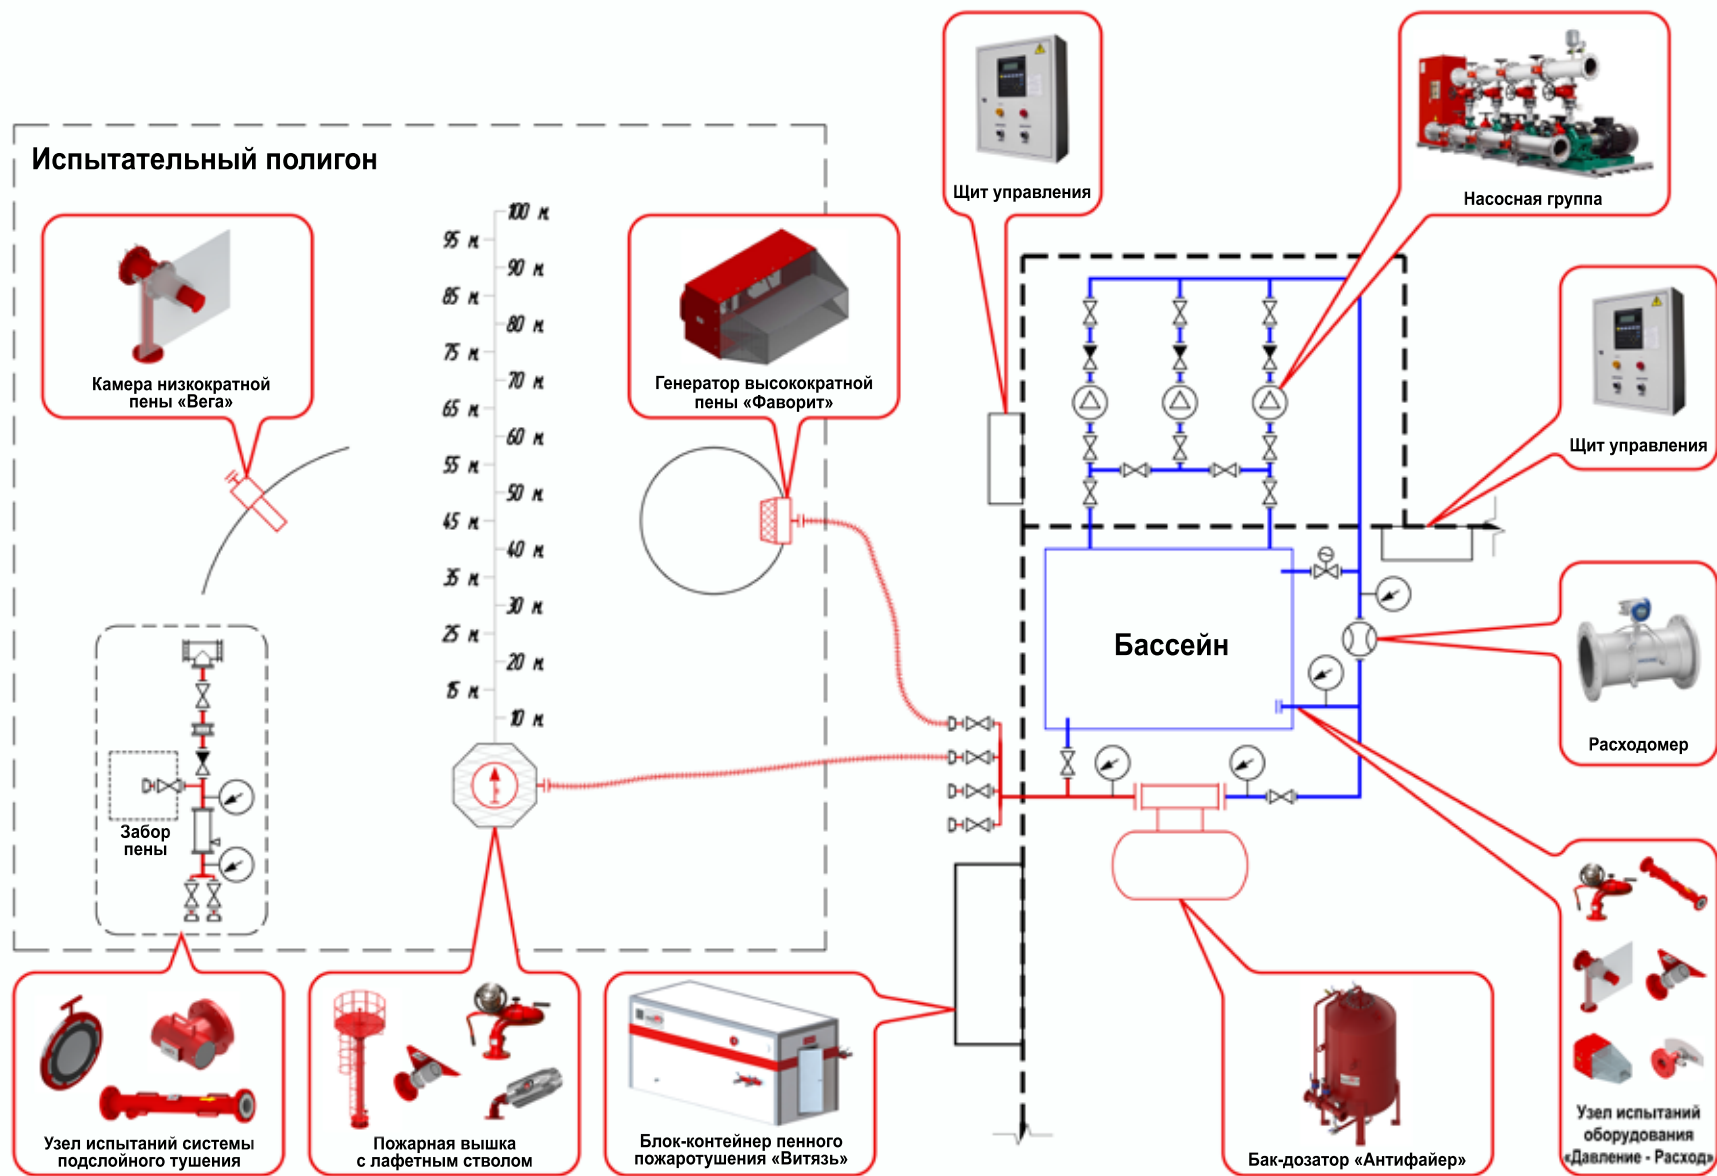 Щит управления
Насосная группа
Испытательный полигон
100 м.
95 м.
90 м.
85 м.
80 м.
75 м.
70 м.
65 м.
60 м.
55 м.
50 м.
45 м.
40 м.
35 м.
30 м.
25 м.
20 м.
15 м.
10 м.
Камера низкократной
пены «Вега»
Генератор высокократной
пены «Фаворит»
Щит управления
Бассейн
Расходомер
Забор
пены
Узел испытаний системы
подслойного тушения
Пожарная вышка
с лафетным стволом
Блок-контейнер пенного
пожаротушения «Витязь»
Бак-дозатор «Антифайер»
Узел испытаний
оборудования
«Давление - Расход»